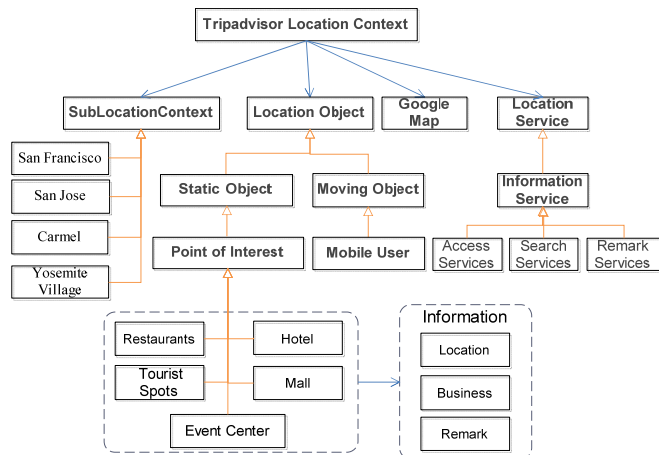 Tripadvisor Location Context
SubLocationContext
Location Object
Google
Map
Location
Service
San Francisco
San Jose
Carmel
Yosemite
Village
Static Object
Moving Object
Information
Service
Point of Interest
Mobile User
Access
Services
Search
Services
Remark
Services
Restaurants
Hotel
Tourist
Spots
Mall
Event Center
Information
Location
Business
Remark